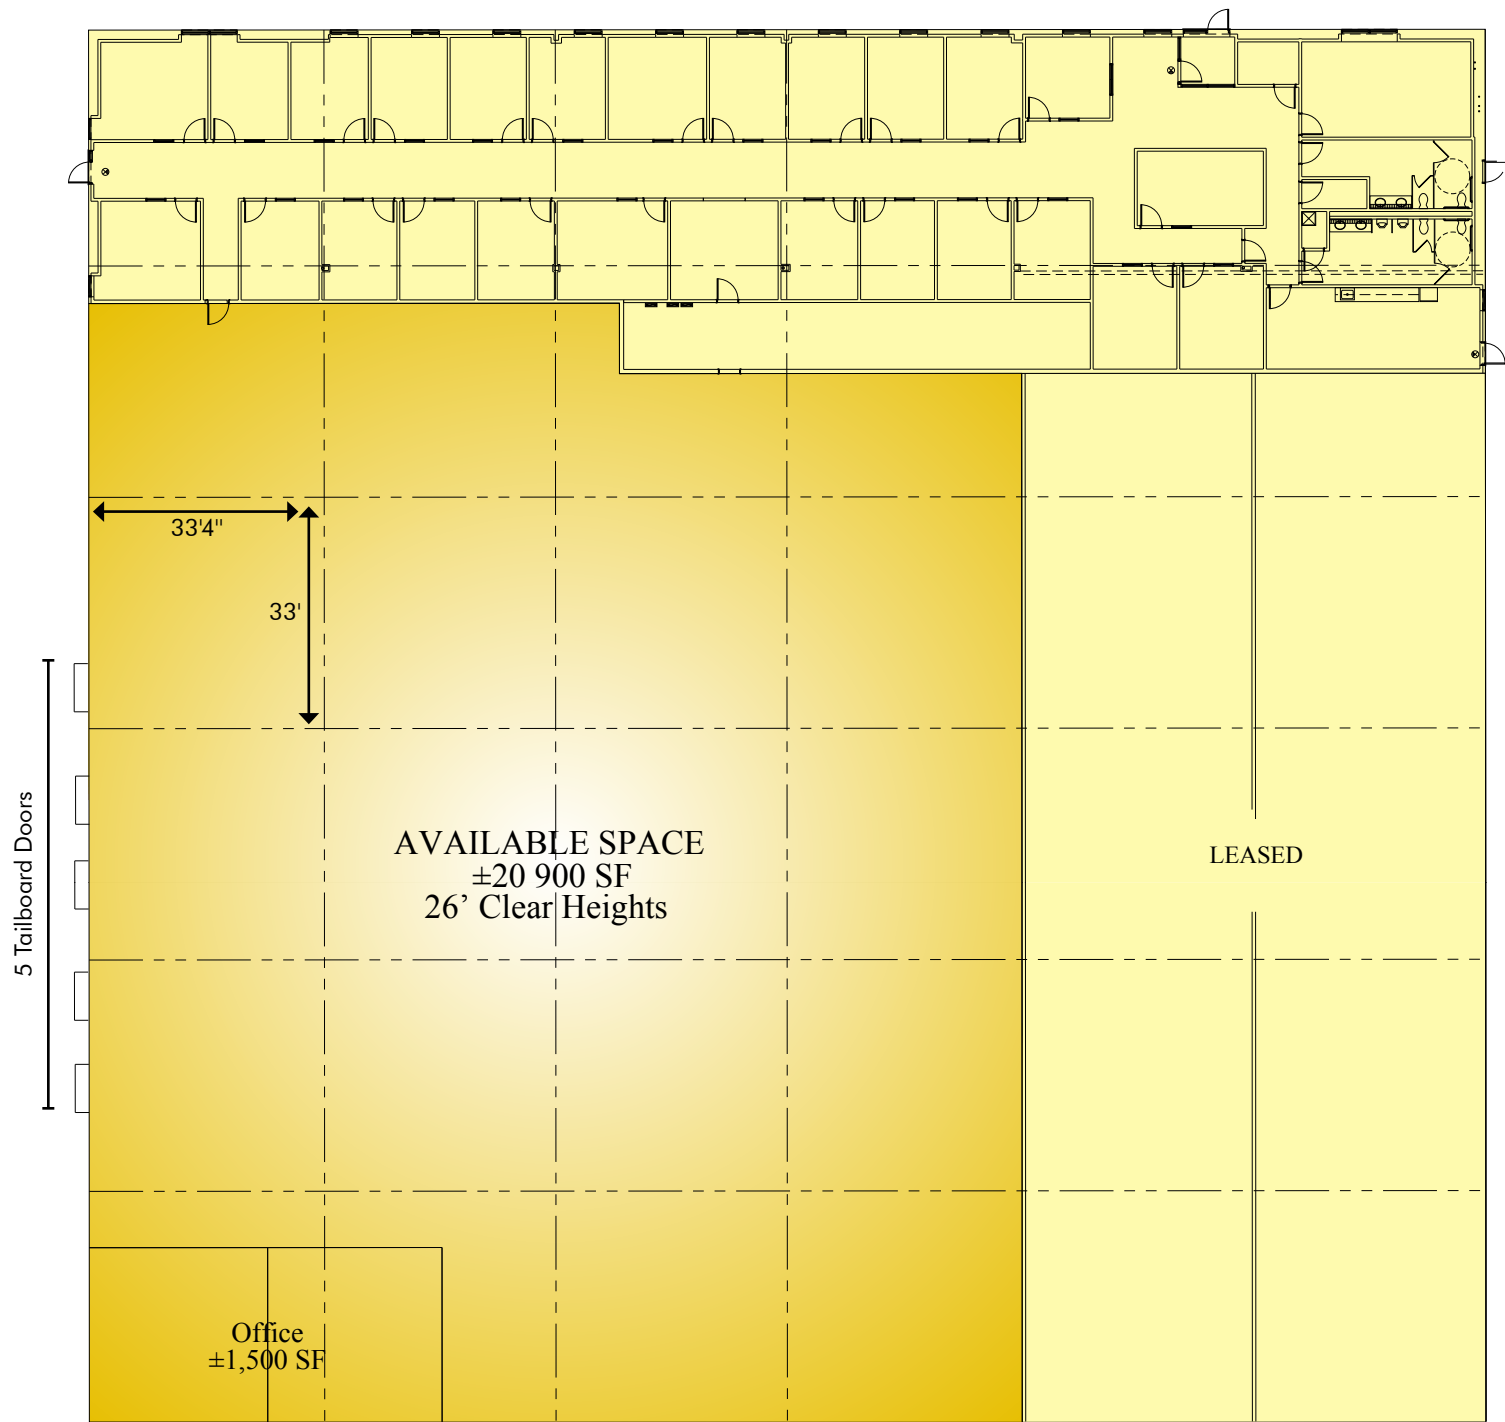 33'4"
33'
5 Tailboard Doors
AVAILABLE SPACE
±20 900 SF
26’ Clear Heights
LEASED
Office
±1,500 SF